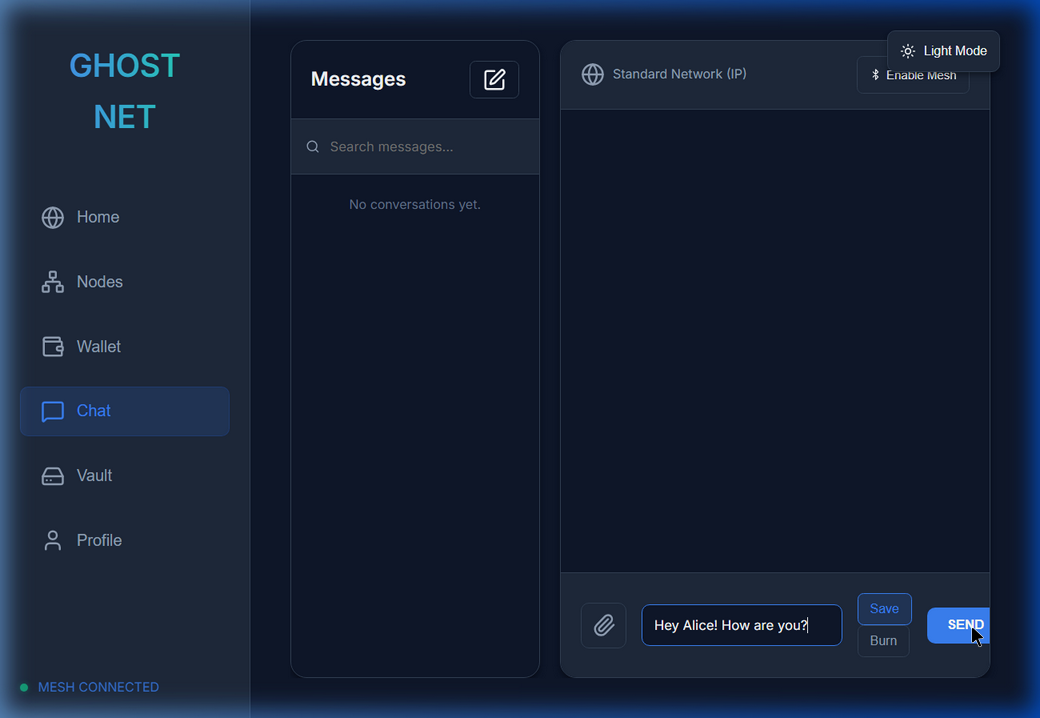 GHOST
NET
Home
Nodes
Wallet
Chat
Vault
Profile
MESH CONNECTED
Messages
Search messages...
No conversations yet.
Standard Network (IP)
Light Mode
Enable Mesh
Hey Alice! How are you?
Save
Burn
SEND